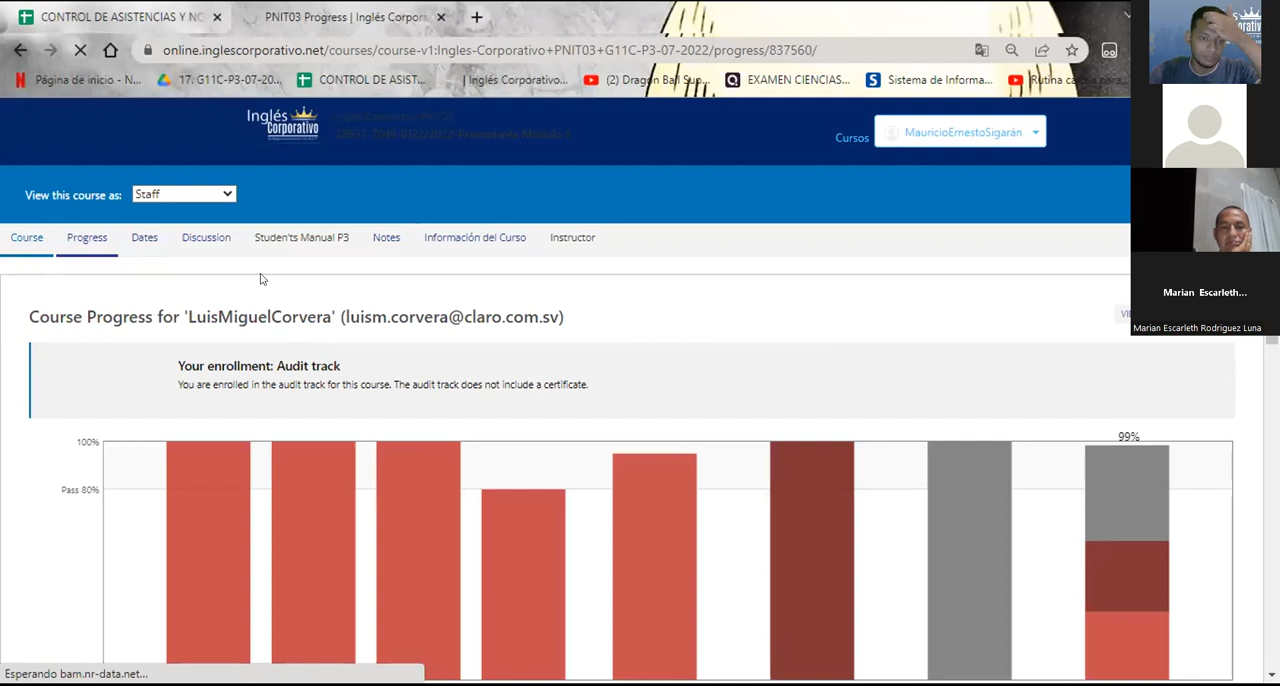 CONTROL DE ASISTENCIAS Y NO
PNIT03 Progress | Inglés Corpor
online.inglescorporativo.net/courses/course-v1:Ingles-Corporativo+PNIT03+G11C-P3-07-2022/progress/837560/
Página de inicio - N...
17: G11C-P3-07-20...
CONTROL DE ASIST...
| Inglés Corporativo...
(2) Dragon Ball Sup...
EXAMEN CIENCIAS...
Sistema de Informa...
Inglés
Corporativo
Cursos
MauricioErnestoSigarán
View this course as:
Staff
Course
Progress
Dates
Discussion
Studen'ts Manual P3
Notes
Información del Curso
Instructor
Marian Escarleth...
Marian Escarleth Rodriguez Luna
Course Progress for 'LuisMiguelCorvera' (luism.corvera@claro.com.sv)
Your enrollment: Audit track
You are enrolled in the audit track for this course. The audit track does not include a certificate.
99%
100%
Pass 80%
Esperando bam.nr-data.net...